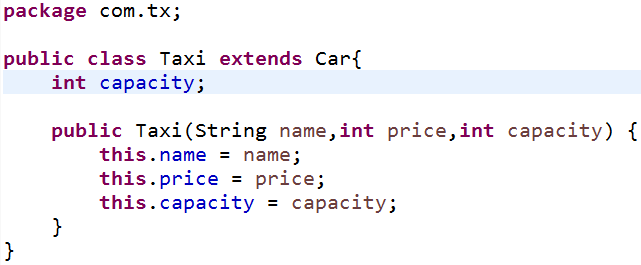 package com.tx;
public class Taxi extends Car{
int capacity;
public Taxi(String name,int price,int capacity) {
this.name = name;
this.price = price;
this.capacity = capacity;
}
}